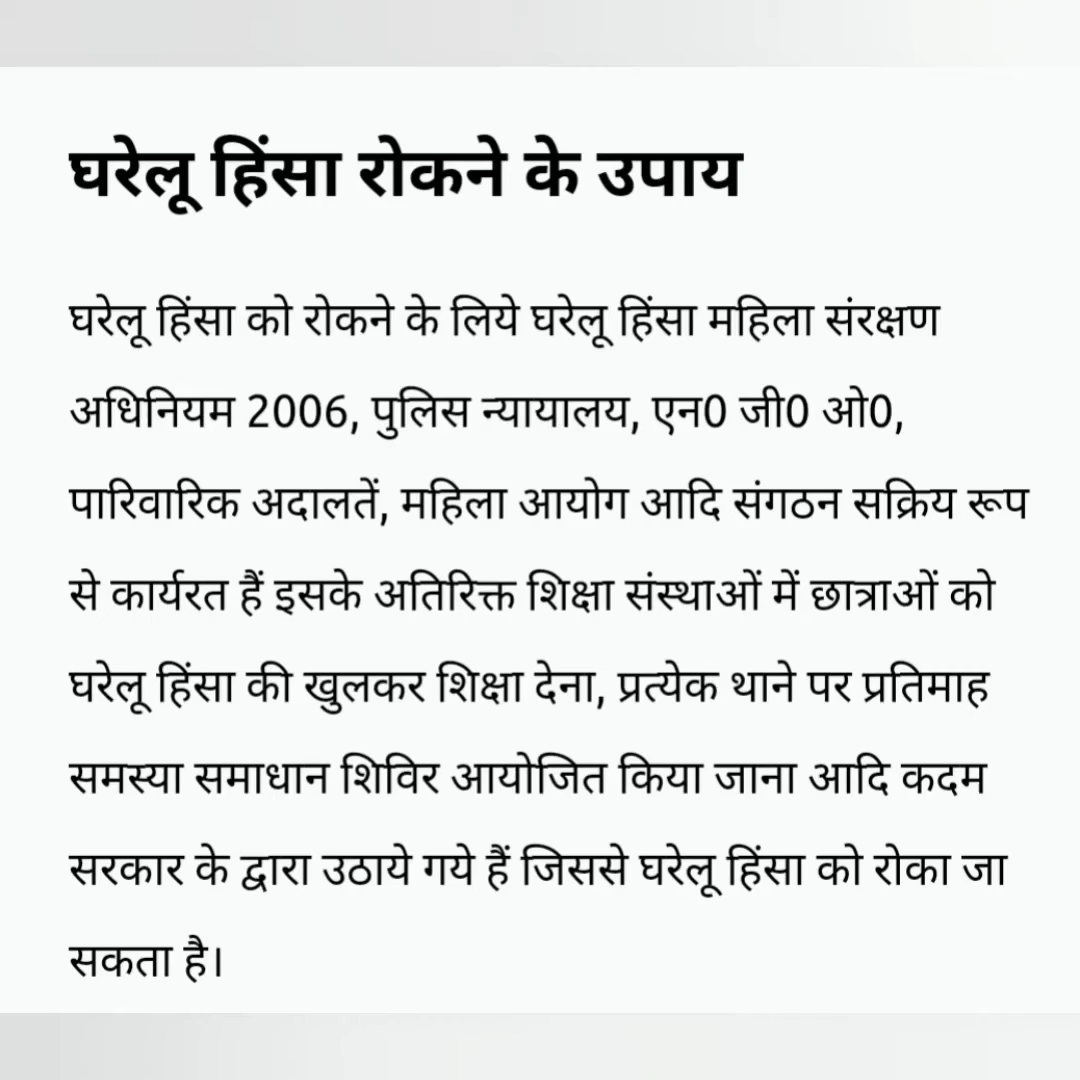 घरेलू हिंसा रोकने के उपाय
घरेलू हिंसा को रोकने के लिये घरेलू हिंसा महिला संरक्षण
अधिनियम 2006, पुलिस न्यायालय, एन0 जी0 ओ0,
पारिवारिक अदालतें, महिला आयोग आदि संगठन सक्रिय रूप
से कार्यरत हैं इसके अतिरिक्त शिक्षा संस्थाओं में छात्राओं को
घरेलू हिंसा की खुलकर शिक्षा देना, प्रत्येक थाने पर प्रतिमाह
समस्या समाधान शिविर आयोजित किया जाना आदि कदम
सरकार के द्वारा उठाये गये हैं जिससे घरेलू हिंसा को रोका जा
सकता है।